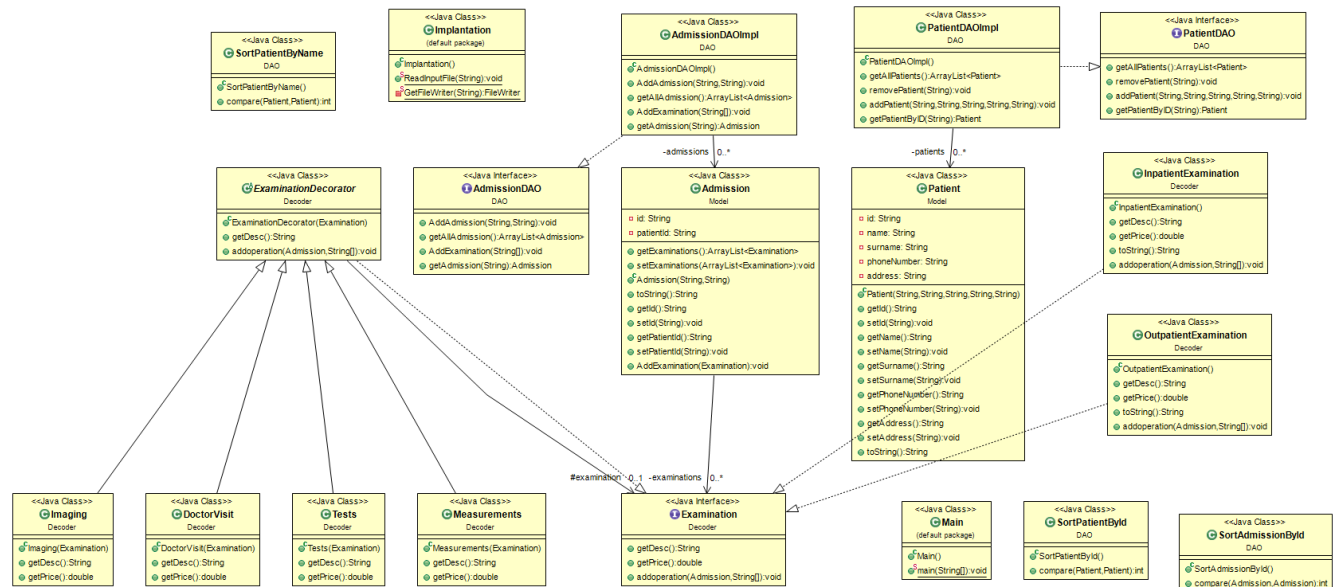 <<Java Class>>
SortPatientByName
DAO
SortPatientByName()
compare(Patient,Patient):int
<<Java Class>>
Implantation
(default package)
Implantation()
ReadInputFile(String):void
GetFileWriter(String):FileWriter
<<Java Class>>
AdmissionDAOImpl
DAO
AdmissionDAOImpl()
AddAdmission(String,String):void
getAllAdmission():ArrayList<Admission>
AddExamination(String[]):void
getAdmission(String):Admission
<<Java Class>>
PatientDAOImpl
DAO
PatientDAOImpl()
getAllPatients():ArrayList<Patient>
removePatient(String):void
addPatient(String,String,String,String,String):void
getPatientByID(String):Patient
<<Java Interface>>
PatientDAO
DAO
getAllPatients():ArrayList<Patient>
removePatient(String):void
addPatient(String,String,String,String,String):void
getPatientByID(String):Patient
-admissions 0..*
-patients 0..*
<<Java Class>>
ExaminationDecorator
Decoder
ExaminationDecorator(Examination)
getDesc():String
addoperation(Admission,String[]):void
<<Java Interface>>
AdmissionDAO
DAO
AddAdmission(String,String):void
getAllAdmission():ArrayList<Admission>
AddExamination(String[]):void
getAdmission(String):Admission
<<Java Class>>
Admission
Model
id: String
patientId: String
getExaminations():ArrayList<Examination>
setExaminations(ArrayList<Examination>):void
Admission(String,String)
toString():String
getId():String
setId(String):void
getPatientId():String
setPatientId(String):void
AddExamination(Examination):void
<<Java Class>>
Patient
Model
id: String
name: String
surname: String
phoneNumber: String
address: String
Patient(String,String,String,String,String)
getId():String
setId(String):void
getName():String
setName(String):void
getSurname():String
setSurname(String):void
getPhoneNumber():String
setPhoneNumber(String):void
getAddress():String
setAddress(String):void
toString():String
<<Java Class>>
InpatientExamination
Decoder
InpatientExamination()
getDesc():String
getPrice():double
toString():String
addoperation(Admission,String[]):void
<<Java Class>>
OutpatientExamination
Decoder
OutpatientExamination()
getDesc():String
getPrice():double
toString():String
addoperation(Admission,String[]):void
#examination 0..1
-examinations 0..*
<<Java Class>>
Imaging
Decoder
Imaging(Examination)
getDesc():String
getPrice():double
<<Java Class>>
DoctorVisit
Decoder
DoctorVisit(Examination)
getDesc():String
getPrice():double
<<Java Class>>
Tests
Decoder
Tests(Examination)
getDesc():String
getPrice():double
<<Java Class>>
Measurements
Decoder
Measurements(Examination)
getDesc():String
getPrice():double
<<Java Interface>>
Examination
Decoder
getDesc():String
getPrice():double
addoperation(Admission,String[]):void
<<Java Class>>
Main
(default package)
Main()
main(String[]):void
<<Java Class>>
SortPatientById
DAO
SortPatientById()
compare(Patient,Patient):int
<<Java Class>>
SortAdmissionById
DAO
SortAdmissionById()
compare(Admission,Admission):int